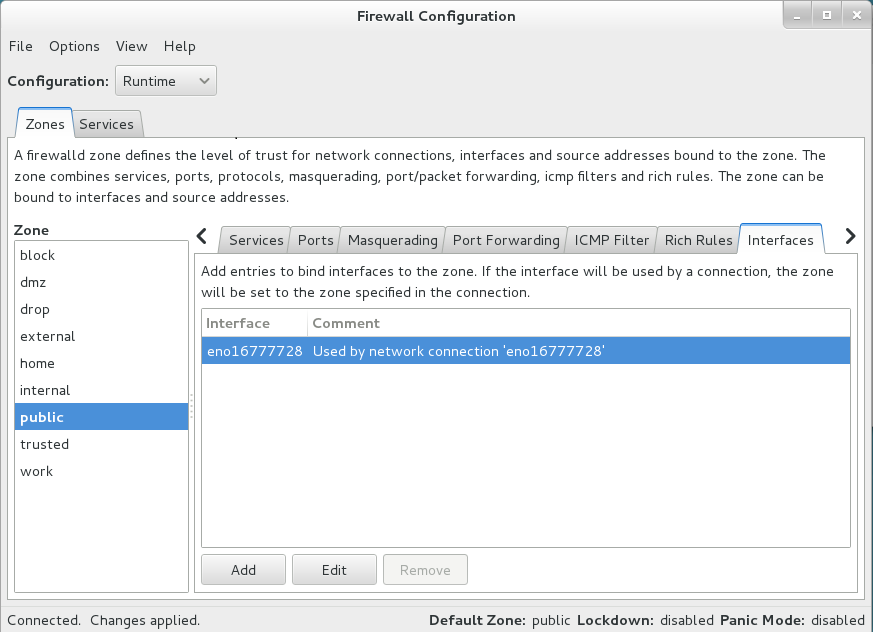 Firewall Configuration
File Options View Help
Configuration: Runtime
Zones Services
A firewalld zone defines the level of trust for network connections, interfaces and source addresses bound to the zone. The
zone combines services, ports, protocols, masquerading, port/packet forwarding, icmp filters and rich rules. The zone can be
bound to interfaces and source addresses.
Zone
block
dmz
drop
external
home
internal
public
trusted
work
Services Ports Masquerading Port Forwarding ICMP Filter Rich Rules Interfaces
Add entries to bind interfaces to the zone. If the interface will be used by a connection, the zone
will be set to the zone specified in the connection.
Interface Comment
eno16777728 Used by network connection 'eno16777728'
Add Edit Remove
Connected. Changes applied.
Default Zone: public Lockdown: disabled Panic Mode: disabled